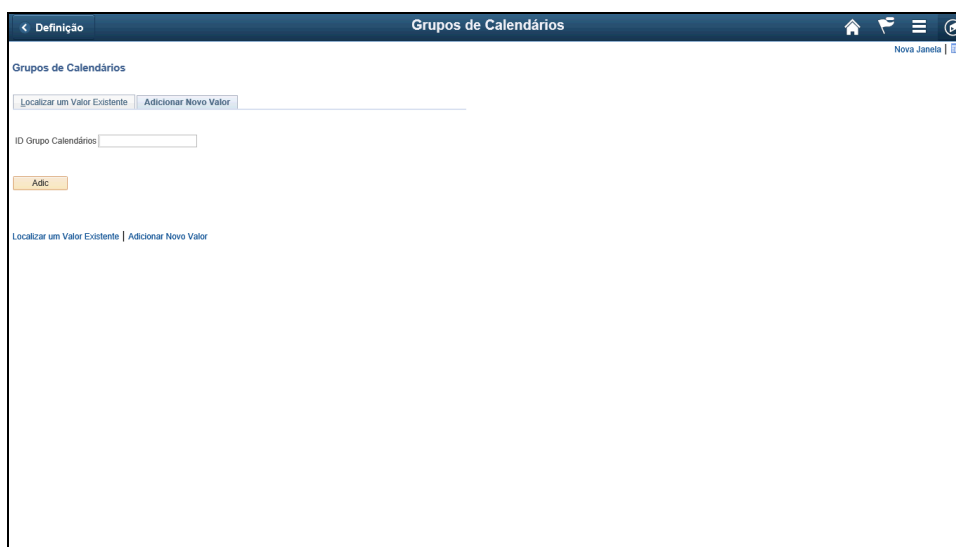 Definição Grupos de Calendários
Nova Janela |
Grupos de Calendários
Localizar um Valor Existente Adicionar Novo Valor
ID Grupo Calendários
Adic
Localizar um Valor Existente | Adicionar Novo Valor